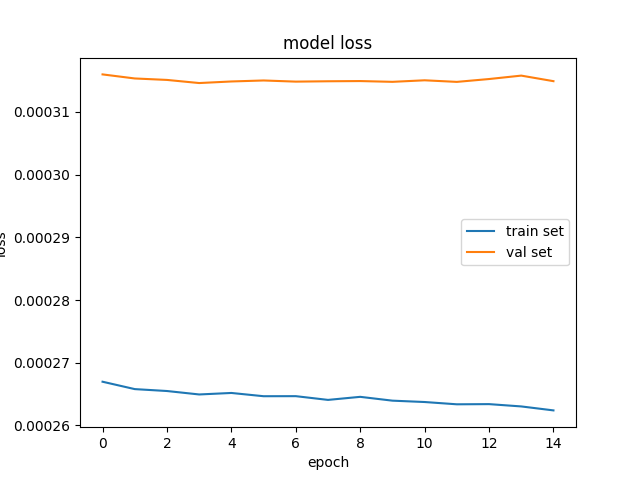 model loss
0.00031
0.00030
0.00029
0.00028
0.00027
0.00026
loss
train set
val set
0 2 4 6 8 10 12 14
epoch